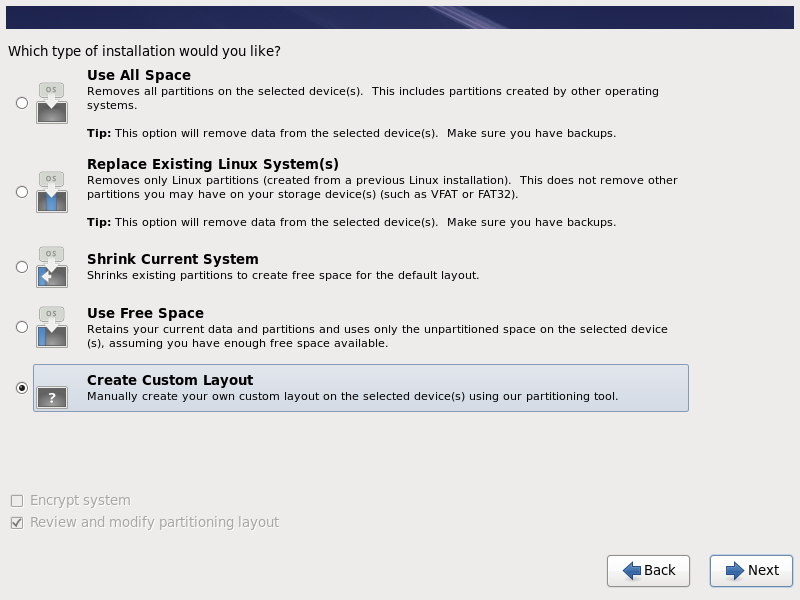 Which type of installation would you like?
OS
Use All Space
Removes all partitions on the selected device(s).  This includes partitions created by other operating
systems.
Tip: This option will remove data from the selected device(s).  Make sure you have backups.
OS
Replace Existing Linux System(s)
Removes only Linux partitions (created from a previous Linux installation).  This does not remove other
partitions you may have on your storage device(s) (such as VFAT or FAT32).
Tip: This option will remove data from the selected device(s).  Make sure you have backups.
OS
Shrink Current System
Shrinks existing partitions to create free space for the default layout.
OS
Use Free Space
Retains your current data and partitions and uses only the unpartitioned space on the selected device
(s), assuming you have enough free space available.
?
Create Custom Layout
Manually create your own custom layout on the selected device(s) using our partitioning tool.
Encrypt system
Review and modify partitioning layout
Back
Next